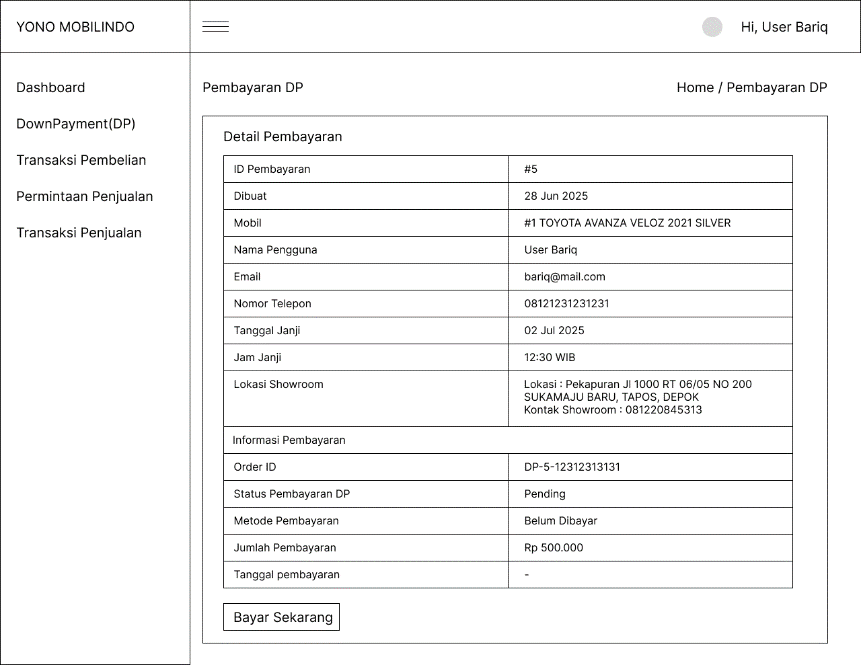 YONO MOBILINDO
Hi, User Bariq
Dashboard
DownPayment(DP)
Transaksi Pembelian
Permintaan Penjualan
Transaksi Penjualan
Pembayaran DP
Home / Pembayaran DP
Detail Pembayaran
ID Pembayaran #5
Dibuat 28 Jun 2025
Mobil #1 TOYOTA AVANZA VELOZ 2021 SILVER
Nama Pengguna User Bariq
Email bariq@mail.com
Nomor Telepon 08121231231231
Tanggal Janji 02 Jul 2025
Jam Janji 12:30 WIB
Lokasi Showroom Lokasi : Pekapuran Jl 1000 RT 06/05 NO 200
SUKAMAJU BARU, TAPOS, DEPOK
Kontak Showroom : 081220845313
Informasi Pembayaran
Order ID DP-5-12312313131
Status Pembayaran DP Pending
Metode Pembayaran Belum Dibayar
Jumlah Pembayaran Rp 500.000
Tanggal pembayaran -
Bayar Sekarang